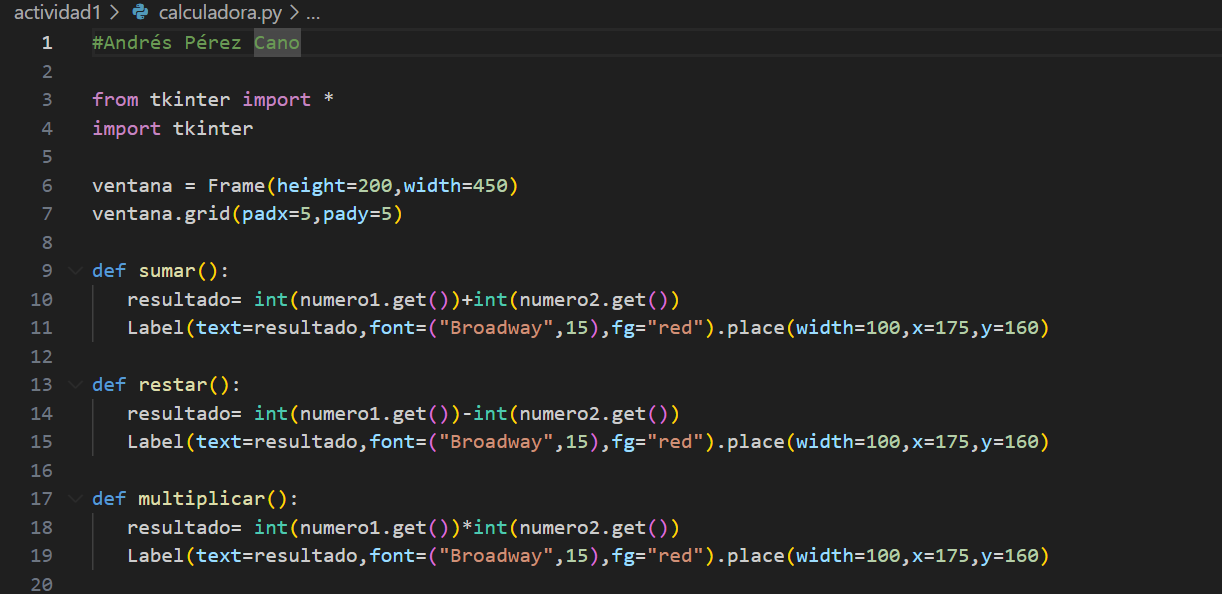 actividad1 > calculadora.py > ...
1 #Andrés Pérez Cano
2
3 from tkinter import *
4 import tkinter
5
6 ventana = Frame(height=200,width=450)
7 ventana.grid(padx=5,pady=5)
8
9 def sumar():
10    resultado= int(numero1.get())+int(numero2.get())
11    Label(text=resultado,font=("Broadway",15),fg="red").place(width=100,x=175,y=160)
12
13 def restar():
14    resultado= int(numero1.get())-int(numero2.get())
15    Label(text=resultado,font=("Broadway",15),fg="red").place(width=100,x=175,y=160)
16
17 def multiplicar():
18    resultado= int(numero1.get())*int(numero2.get())
19    Label(text=resultado,font=("Broadway",15),fg="red").place(width=100,x=175,y=160)
20